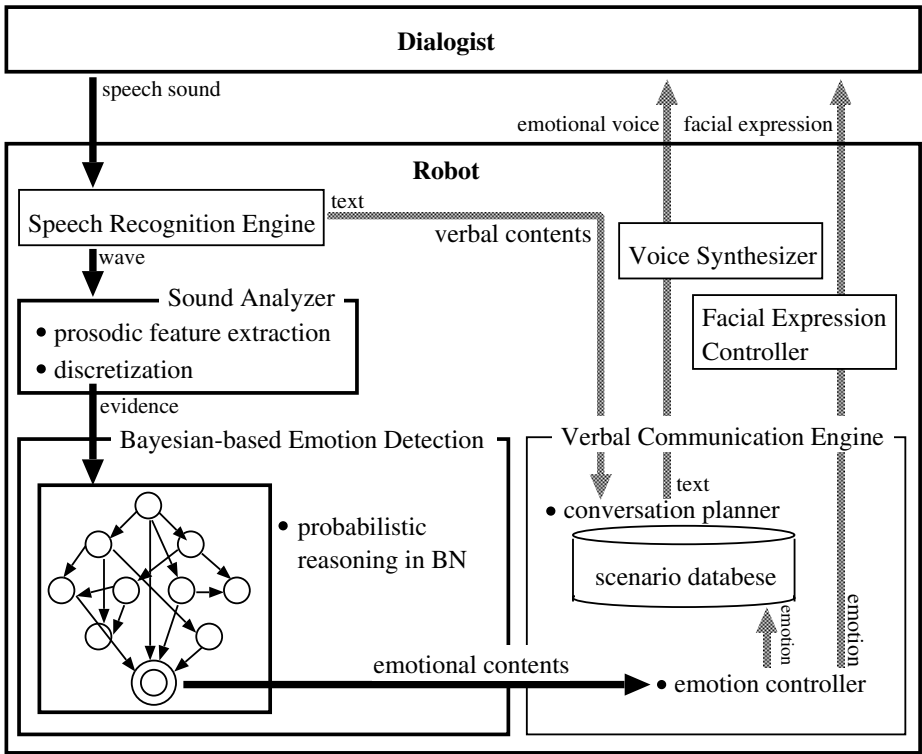 Dialogist
speech sound
emotional voice
facial expression
Robot
Speech Recognition Engine
text
verbal contents
wave
Voice Synthesizer
Sound Analyzer
• prosodic feature extraction
• discretization
Facial Expression
Controller
evidence
Bayesian-based Emotion Detection
• probabilistic
reasoning in BN
Verbal Communication Engine
text
• conversation planner
scenario databese
emotion
emotion
emotional contents
• emotion controller